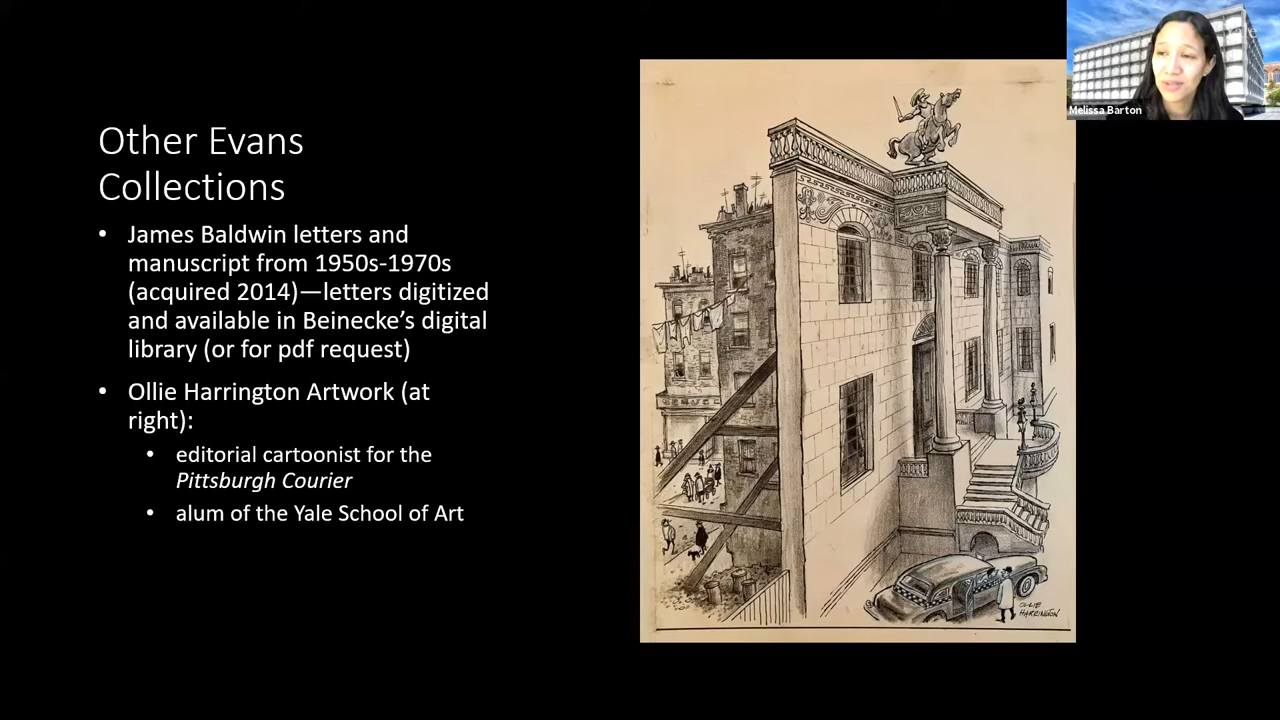 Other Evans
Collections
• James Baldwin letters and
manuscript from 1950s-1970s
(acquired 2014)—letters digitized
and available in Beinecke’s digital
library (or for pdf request)
• Ollie Harrington Artwork (at
right):
• editorial cartoonist for the
Pittsburgh Courier
• alum of the Yale School of Art
OLLIE
HARRINGTON
Melissa Barton